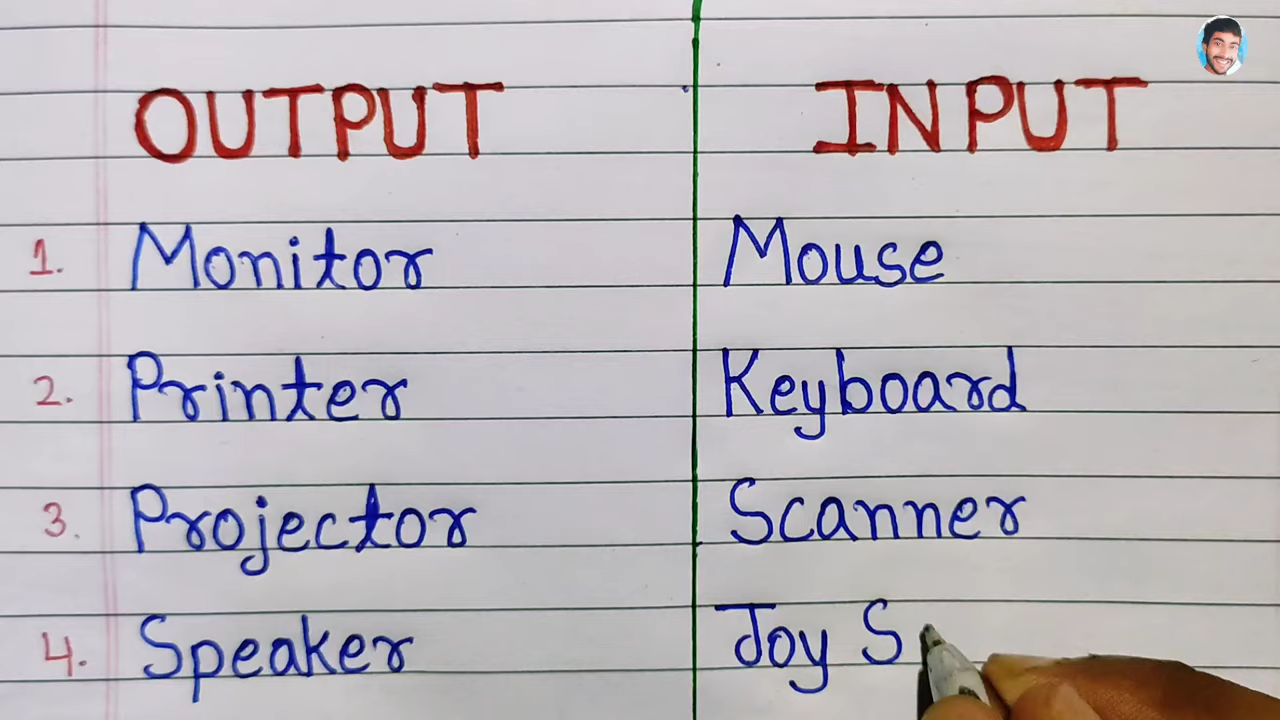 OUTPUT INPUT
1. Monitor Mouse
2. Printer Keyboard
3. Projector Scanner
4. Speaker Joy S